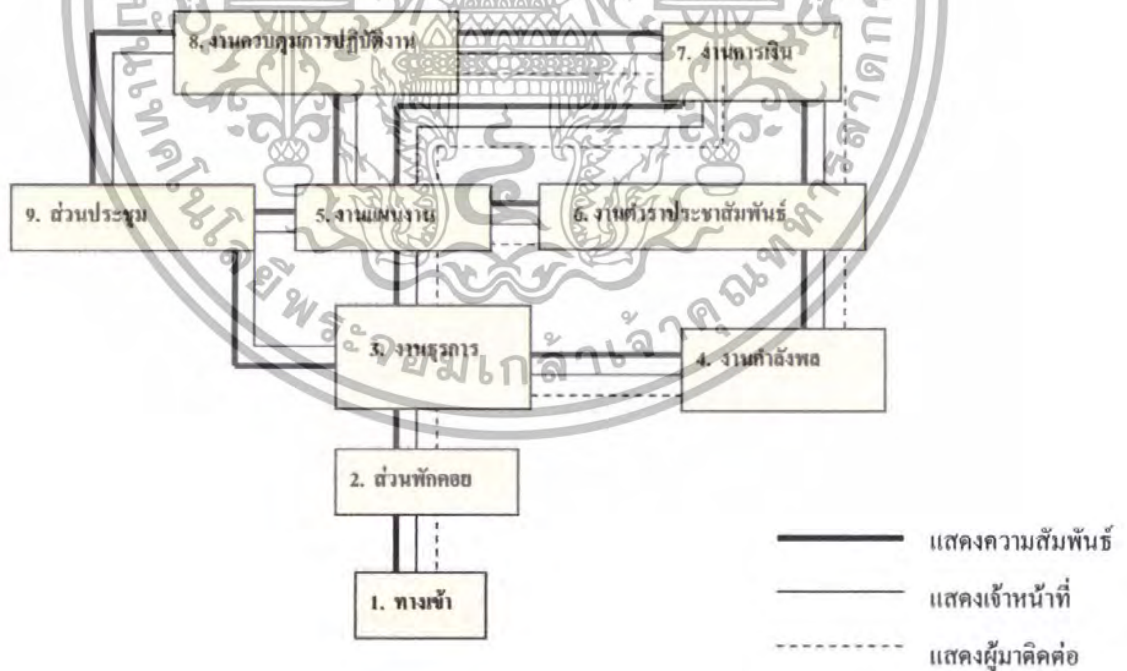 8. งานควบคุมการปฏิบัติงาน
7. งานการเงิน
9. ส่วนประชุม
5. งานแผนงาน
6. งานตำราประชาสัมพันธ์
3. งานธุรการ
4. งานกำลังพล
2. ส่วนพักคอย
1. ทางเข้า
แสดงความสัมพันธ์
แสดงเจ้าหน้าที่
แสดงผู้มาติดต่อ